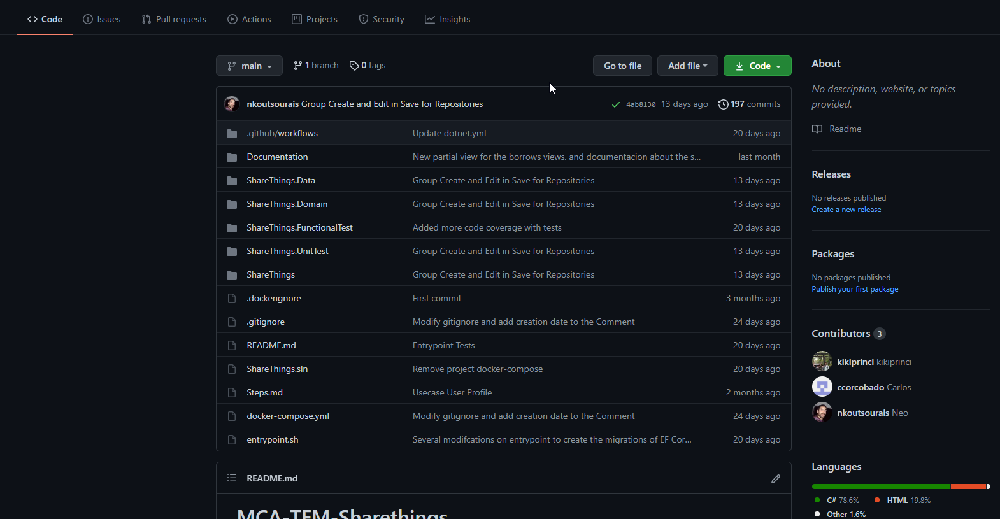 Code Issues Pull requests Actions Projects Security Insights
main 1 branch 0 tags Go to file Add file Code
nkoutsourais Group Create and Edit in Save for Repositories 4ab8130 13 days ago 197 commits
.github/workflows Update dotnet.yml 20 days ago
Documentation New partial view for the borrows views, and documentacion about the s... last month
ShareThings.Data Group Create and Edit in Save for Repositories 13 days ago
ShareThings.Domain Group Create and Edit in Save for Repositories 13 days ago
ShareThings.FunctionalTest Added more code coverage with tests 20 days ago
ShareThings.UnitTest Group Create and Edit in Save for Repositories 13 days ago
ShareThings Group Create and Edit in Save for Repositories 13 days ago
.dockerignore First commit 3 months ago
.gitignore Modify gitignore and add creation date to the Comment 24 days ago
README.md Entrypoint Tests 20 days ago
ShareThings.sln Remove project docker-compose 20 days ago
Steps.md Usecase User Profile 2 months ago
docker-compose.yml Modify gitignore and add creation date to the Comment 24 days ago
entrypoint.sh Several modifcations on entrypoint to create the migrations of EF Cor... 20 days ago
README.md
MCA-TFM-Sharethings
About
No description, website, or topics
provided.
Readme
Releases
No releases published
Create a new release
Packages
No packages published
Publish your first package
Contributors 3
kikiprinci kikiprinci
ccorcobado Carlos
nkoutsourais Neo
Languages
C# 78.6% HTML 19.8%
Other 1.6%